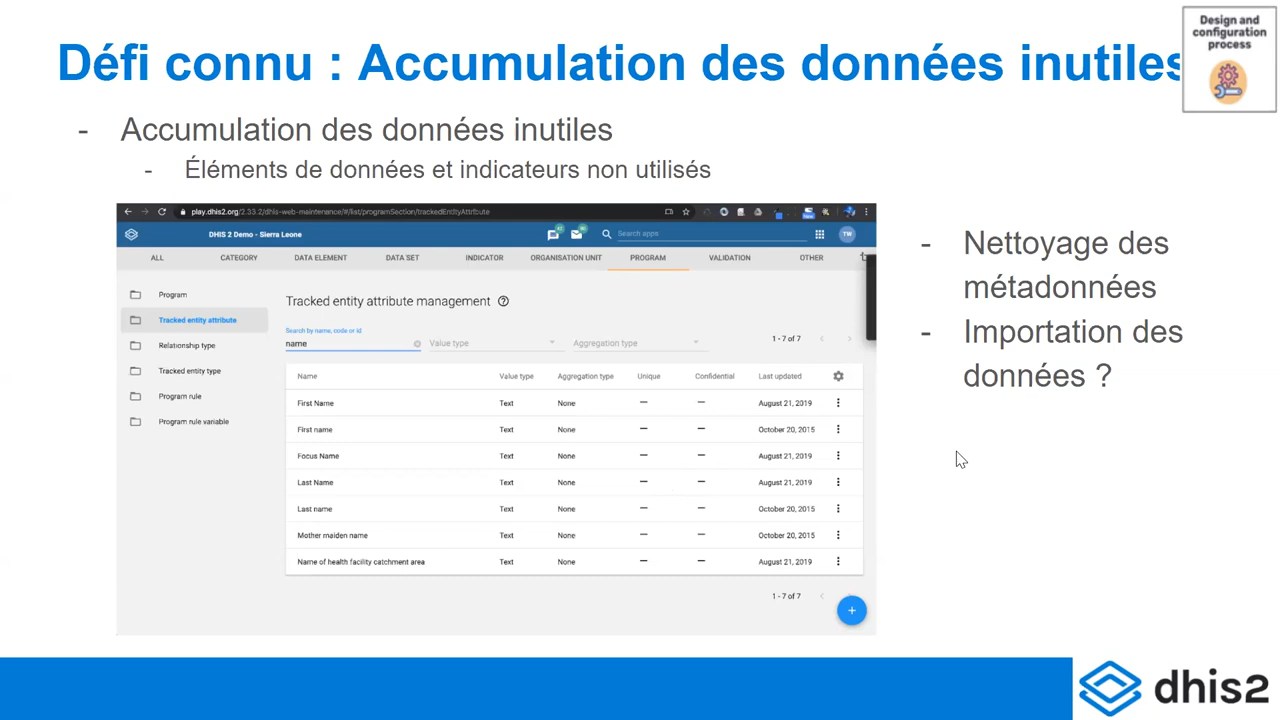 Défi connu : Accumulation des données inutiles
Design and
configuration
process
- Accumulation des données inutiles
- Éléments de données et indicateurs non utilisés
play.dhis2.org/2.33.2/dhis-web-maintenance/#/list/programSection/trackedEntityAttribute
New
DHIS 2 Demo - Sierra Leone
Search apps
TW
ALL CATEGORY DATA ELEMENT DATA SET INDICATOR ORGANISATION UNIT PROGRAM VALIDATION OTHER
Program
Tracked entity attribute
Relationship type
Tracked entity type
Program rule
Program rule variable
Tracked entity attribute management
Search by name, code or id
name Value type Aggregation type
1 - 7 of 7
Name Value type Aggregation type Unique Confidential Last updated
First Name Text None — — August 21, 2019
First name Text None — — October 20, 2015
Focus Name Text None — — August 21, 2019
Last Name Text None — — August 21, 2019
Last name Text None — — October 20, 2015
Mother maiden name Text None — — October 20, 2015
Name of health facility catchment area Text None — — August 21, 2019
1 - 7 of 7
- Nettoyage des
métadonnées
- Importation des
données ?
dhis2